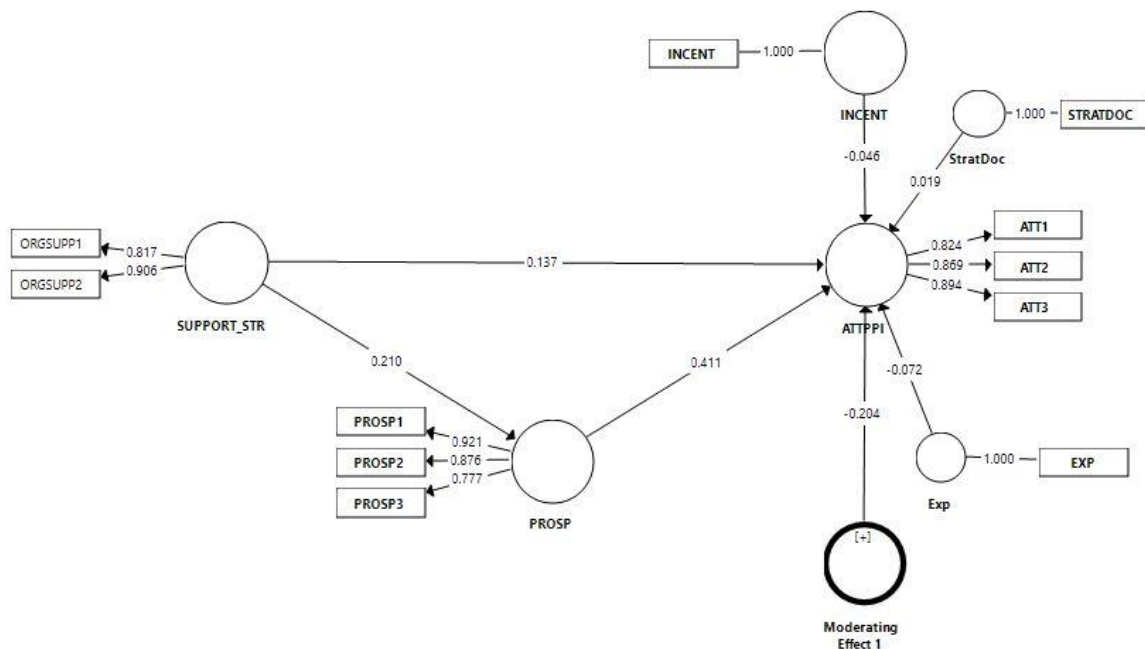 INCENT
1.000
INCENT
1.000
STRATDOC
StratDoc
-0.046
0.019
ORGSUPP1
0.817
ORGSUPP2
0.906
SUPPORT_STR
0.137
ATT1
0.824
ATT2
0.869
ATT3
0.894
ATTPPI
0.210
0.411
-0.072
-0.204
PROSP1
0.921
PROSP2
0.876
PROSP3
0.777
PROSP
1.000
EXP
Exp
[+]
Moderating
Effect 1